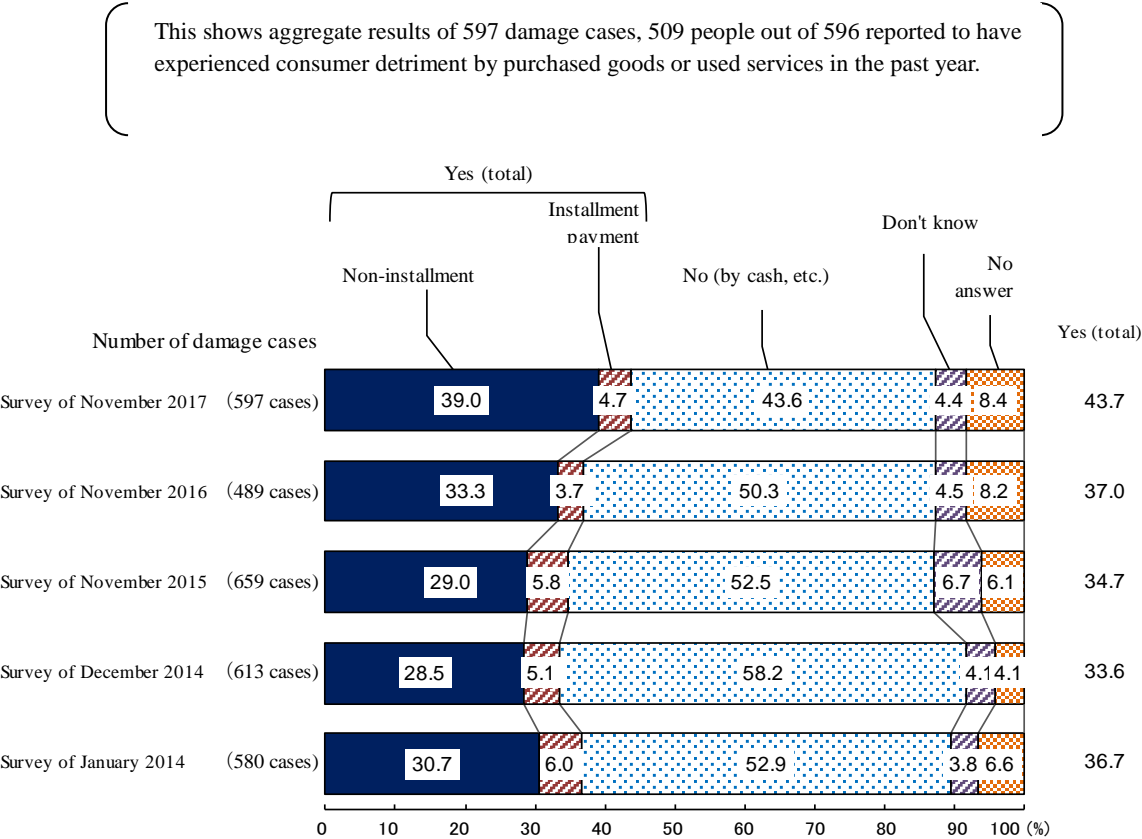 This shows aggregate results of 597 damage cases, 509 people out of 596 reported to have
experienced consumer detriment by purchased goods or used services in the past year.
Yes (total)
Installment
payment
Don't know
Non-installment
No (by cash, etc.)
No
answer
Number of damage cases
Yes (total)
Survey of November 2017 (597 cases) 39.0 4.7 43.6 4.4 8.4 43.7
Survey of November 2016 (489 cases) 33.3 3.7 50.3 4.5 8.2 37.0
Survey of November 2015 (659 cases) 29.0 5.8 52.5 6.7 6.1 34.7
Survey of December 2014 (613 cases) 28.5 5.1 58.2 4.1 4.1 33.6
Survey of January 2014 (580 cases) 30.7 6.0 52.9 3.8 6.6 36.7
0 10 20 30 40 50 60 70 80 90 100 (%)